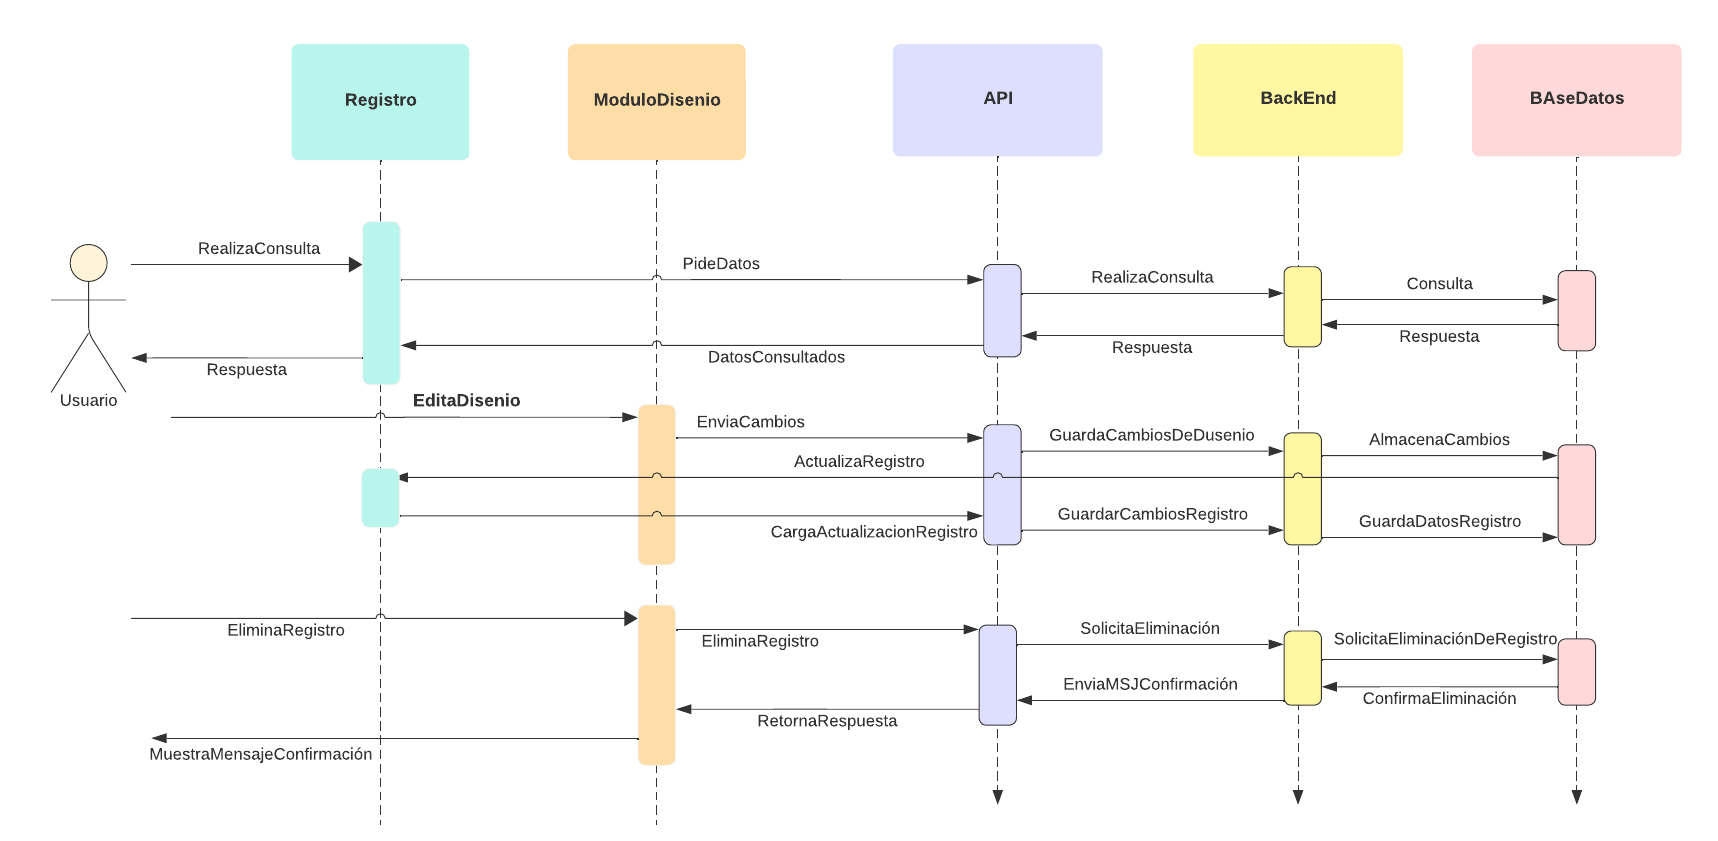 Registro
ModuloDisenio
API
BackEnd
BAseDatos
RealizaConsulta
PideDatos
RealizaConsulta
Consulta
Respuesta
Respuesta
DatosConsultados
Respuesta
Usuario
EditaDisenio
EnviaCambios
GuardaCambiosDeDusenio
AlmacenaCambios
ActualizaRegistro
CargaActualizacionRegistro
GuardarCambiosRegistro
GuardaDatosRegistro
EliminaRegistro
EliminaRegistro
SolicitaEliminación
SolicitaEliminaciónDeRegistro
ConfirmaEliminación
EnviaMSJConfirmación
RetornaRespuesta
MuestraMensajeConfirmación